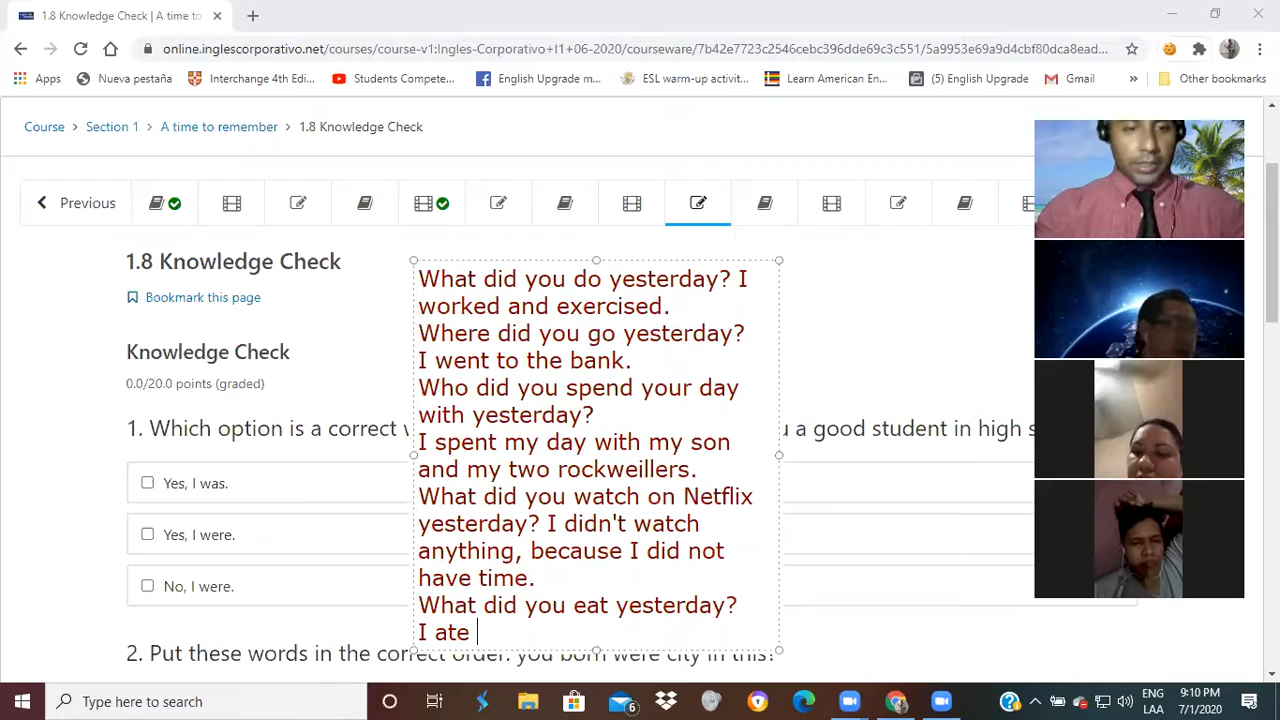 1.8 Knowledge Check | A time to
online.inglescorporativo.net/courses/course-v1:Ingles-Corporativo+I1+06-2020/courseware/7b42e7723c2546cebc396dde69c3c551/5a9953e69a9d4cbf80dca8ead...
Apps Nueva pestaña Interchange 4th Edi... Students Compete... English Upgrade m... ESL warm-up activit... Learn American En... (5) English Upgrade Gmail » Other bookmarks
Course > Section 1 > A time to remember > 1.8 Knowledge Check
Previous
1.8 Knowledge Check
Bookmark this page
Knowledge Check
0.0/20.0 points (graded)
1. Which option is a correct
u a good student in high s
Yes, I was.
Yes, I were.
No, I were.
2. Put these words in the correct order. you born were city in this?
What did you do yesterday? I
worked and exercised.
Where did you go yesterday?
I went to the bank.
Who did you spend your day
with yesterday?
I spent my day with my son
and my two rockweillers.
What did you watch on Netflix
yesterday? I didn't watch
anything, because I did not
have time.
What did you eat yesterday?
I ate
Type here to search
6
ENG
LAA
9:10 PM
7/1/2020